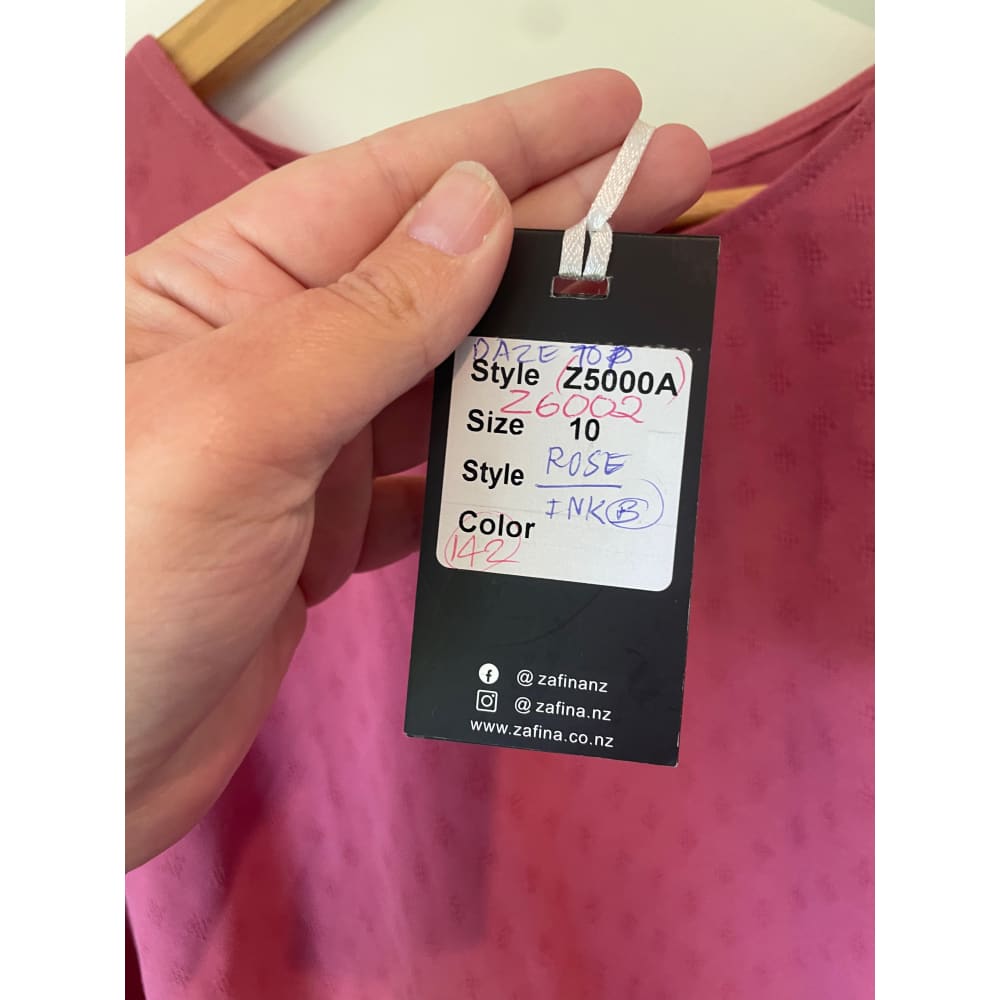 DAZE TOP
Style Z5000A
Z6002
Size 10
Style ROSE
INK B
Color
142
@zafinanz
@zafina.nz
www.zafina.co.nz